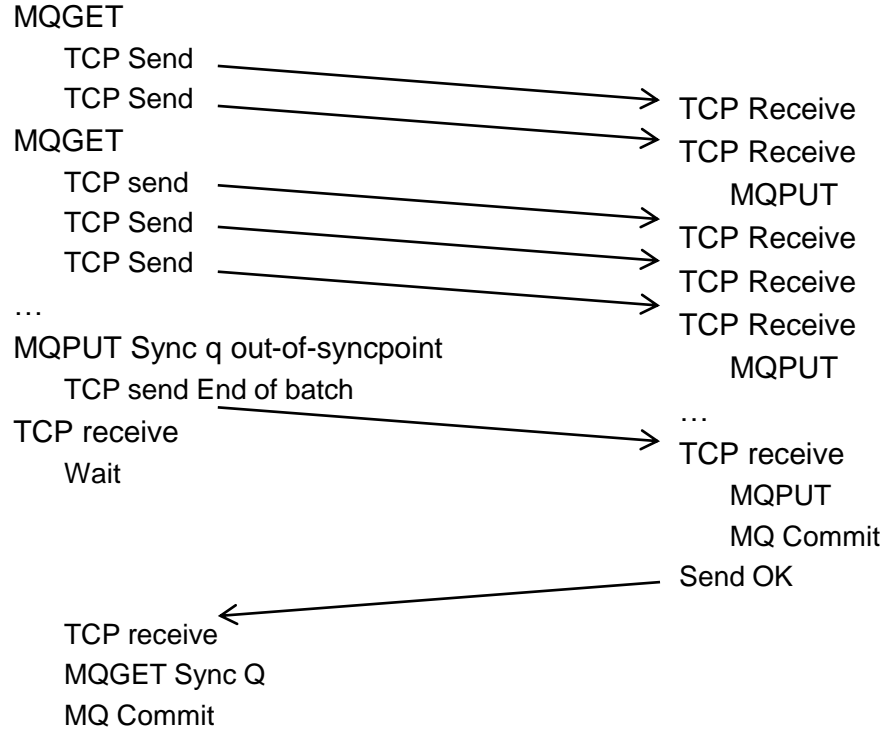 MQGET
TCP Send
TCP Send
MQGET
TCP send
TCP Send
TCP Send
…
MQPUT Sync q out-of-syncpoint
TCP send End of batch
TCP receive
Wait
TCP receive
MQGET Sync Q
MQ Commit
TCP Receive
TCP Receive
MQPUT
TCP Receive
TCP Receive
TCP Receive
MQPUT
…
TCP receive
MQPUT
MQ Commit
Send OK